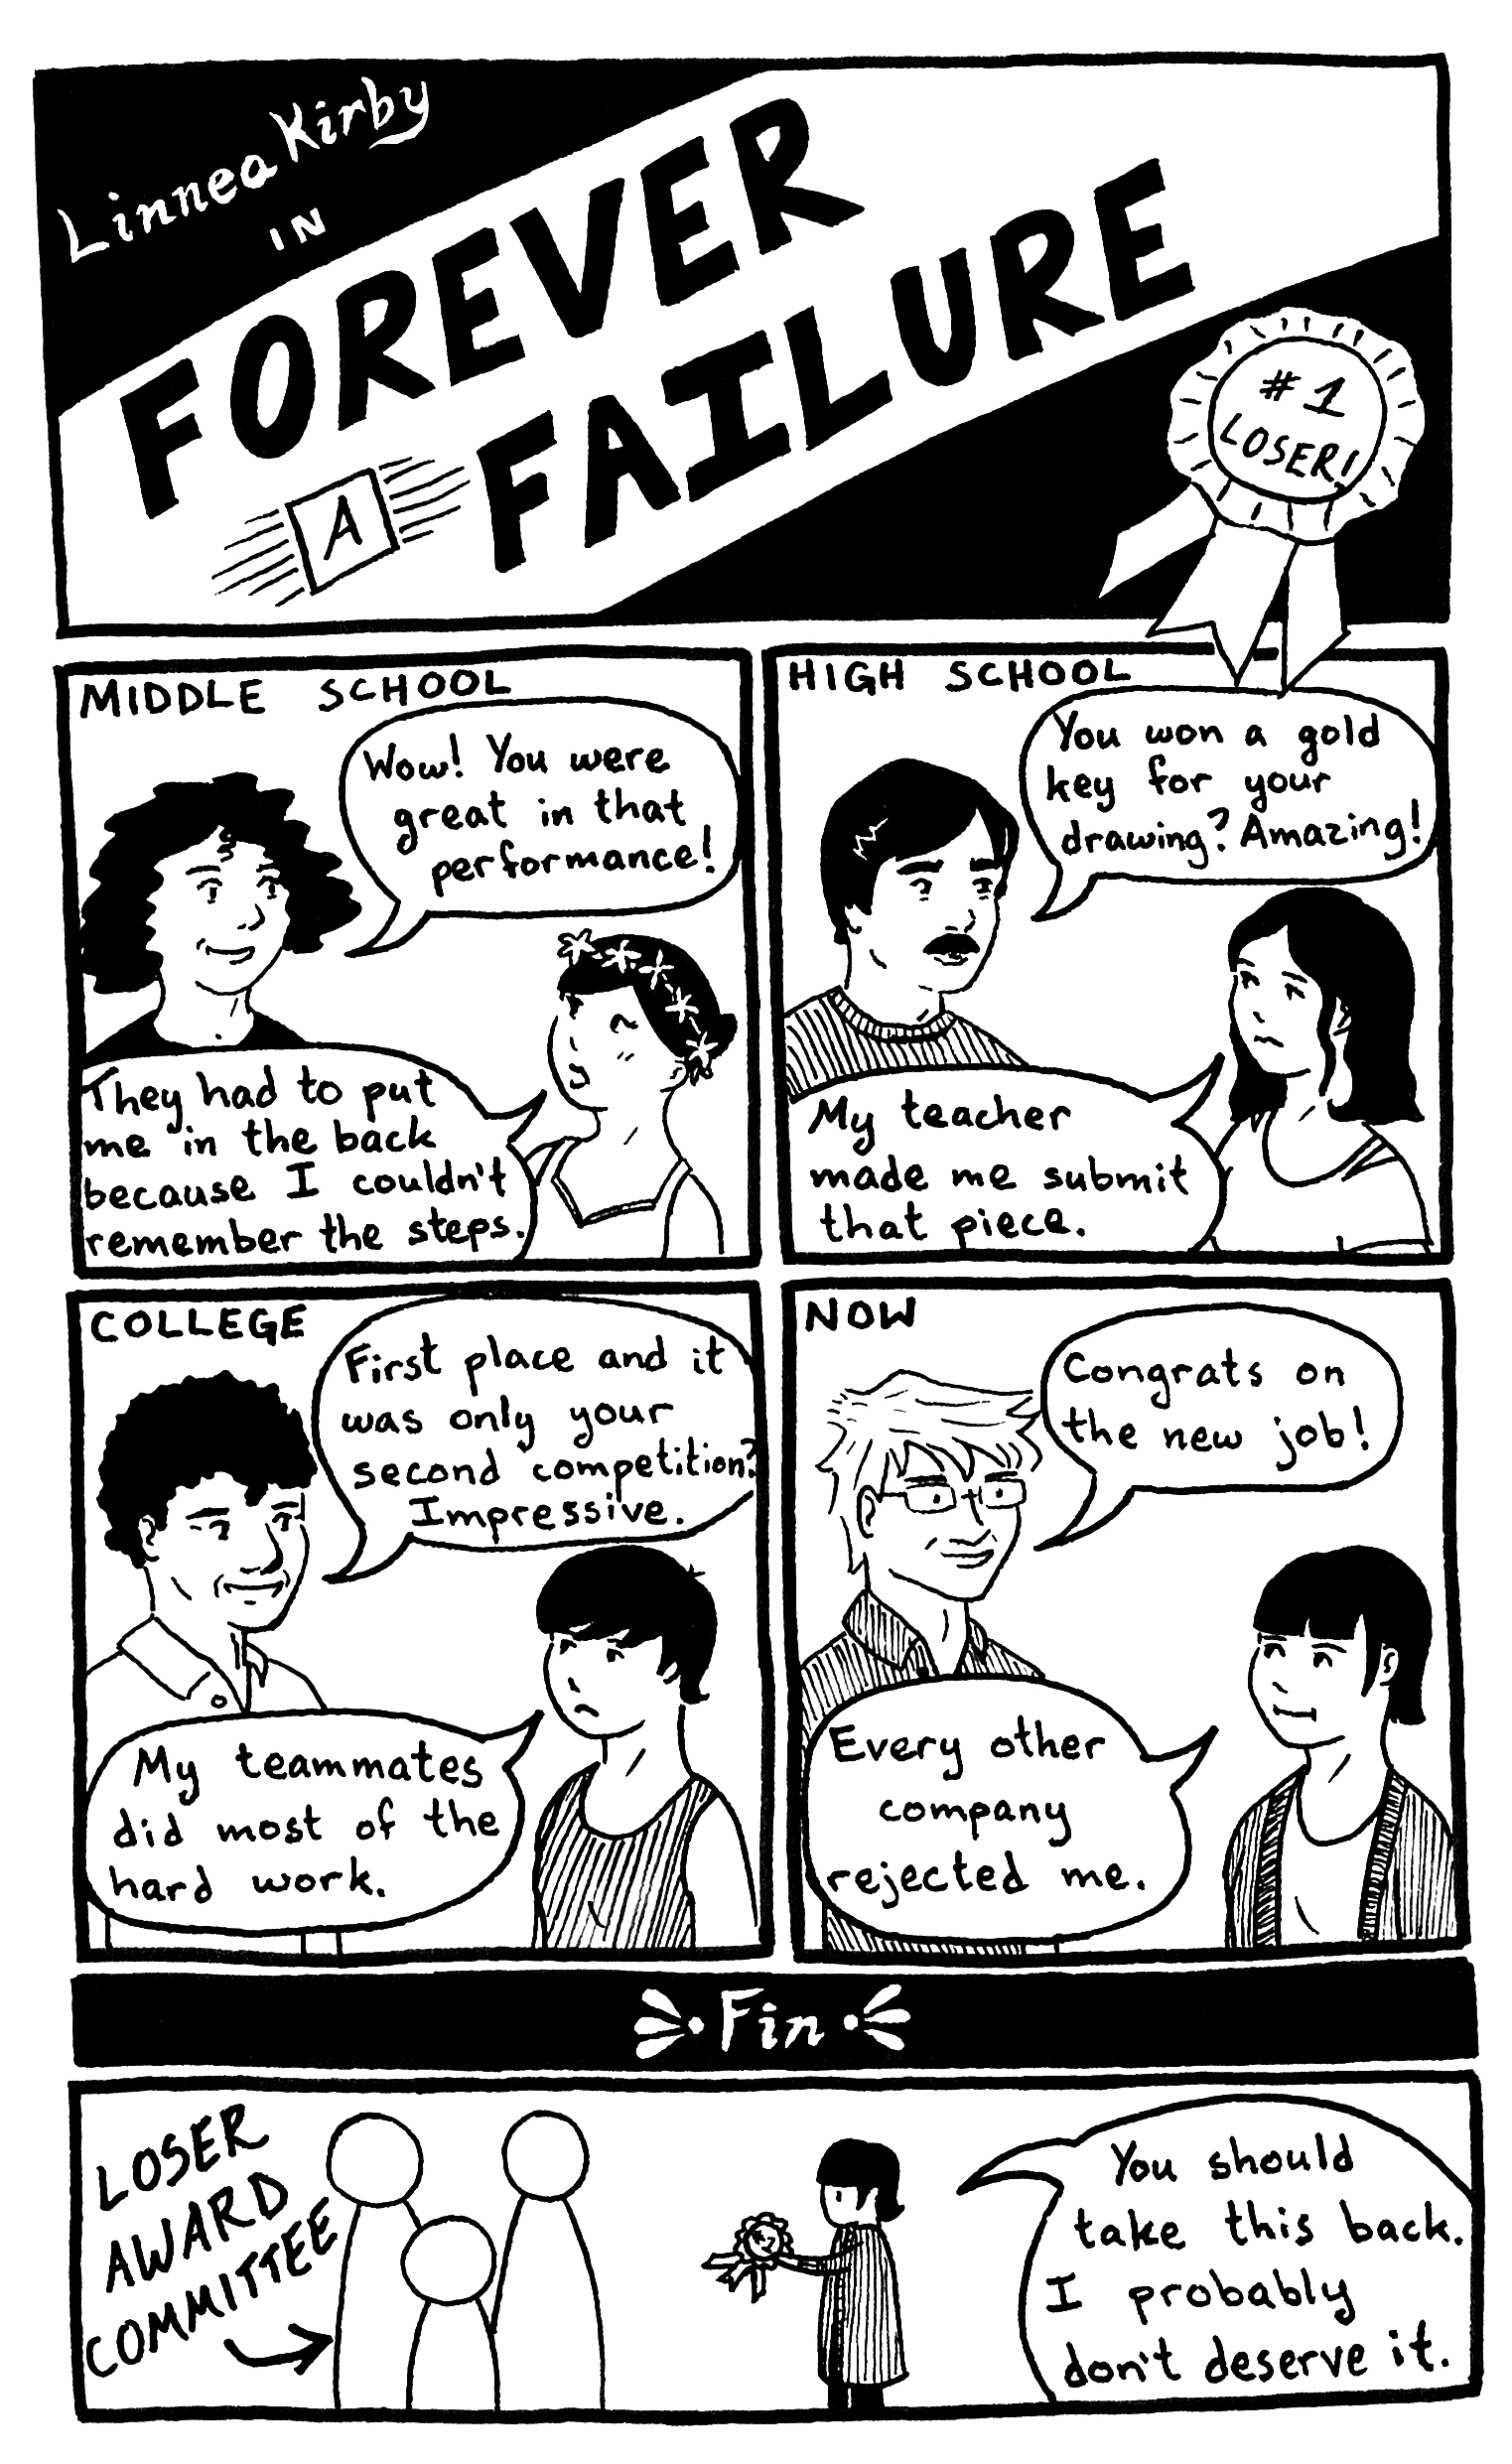 Linnea Kirby
IN
FOREVER
A
FAILURE
#1
LOSER!
MIDDLE SCHOOL
Wow! You were
great in that
performance!
They had to put
me in the back
because I couldn't
remember the steps.
HIGH SCHOOL
You won a gold
key for your
drawing? Amazing!
My teacher
made me submit
that piece.
COLLEGE
First place and it
was only your
second competition?
Impressive.
My teammates
did most of the
hard work.
NOW
Congrats on
the new job!
Every other
company
rejected me.
Fin
LOSER
AWARD
COMMITTEE
You should
take this back.
I probably
don't deserve it.